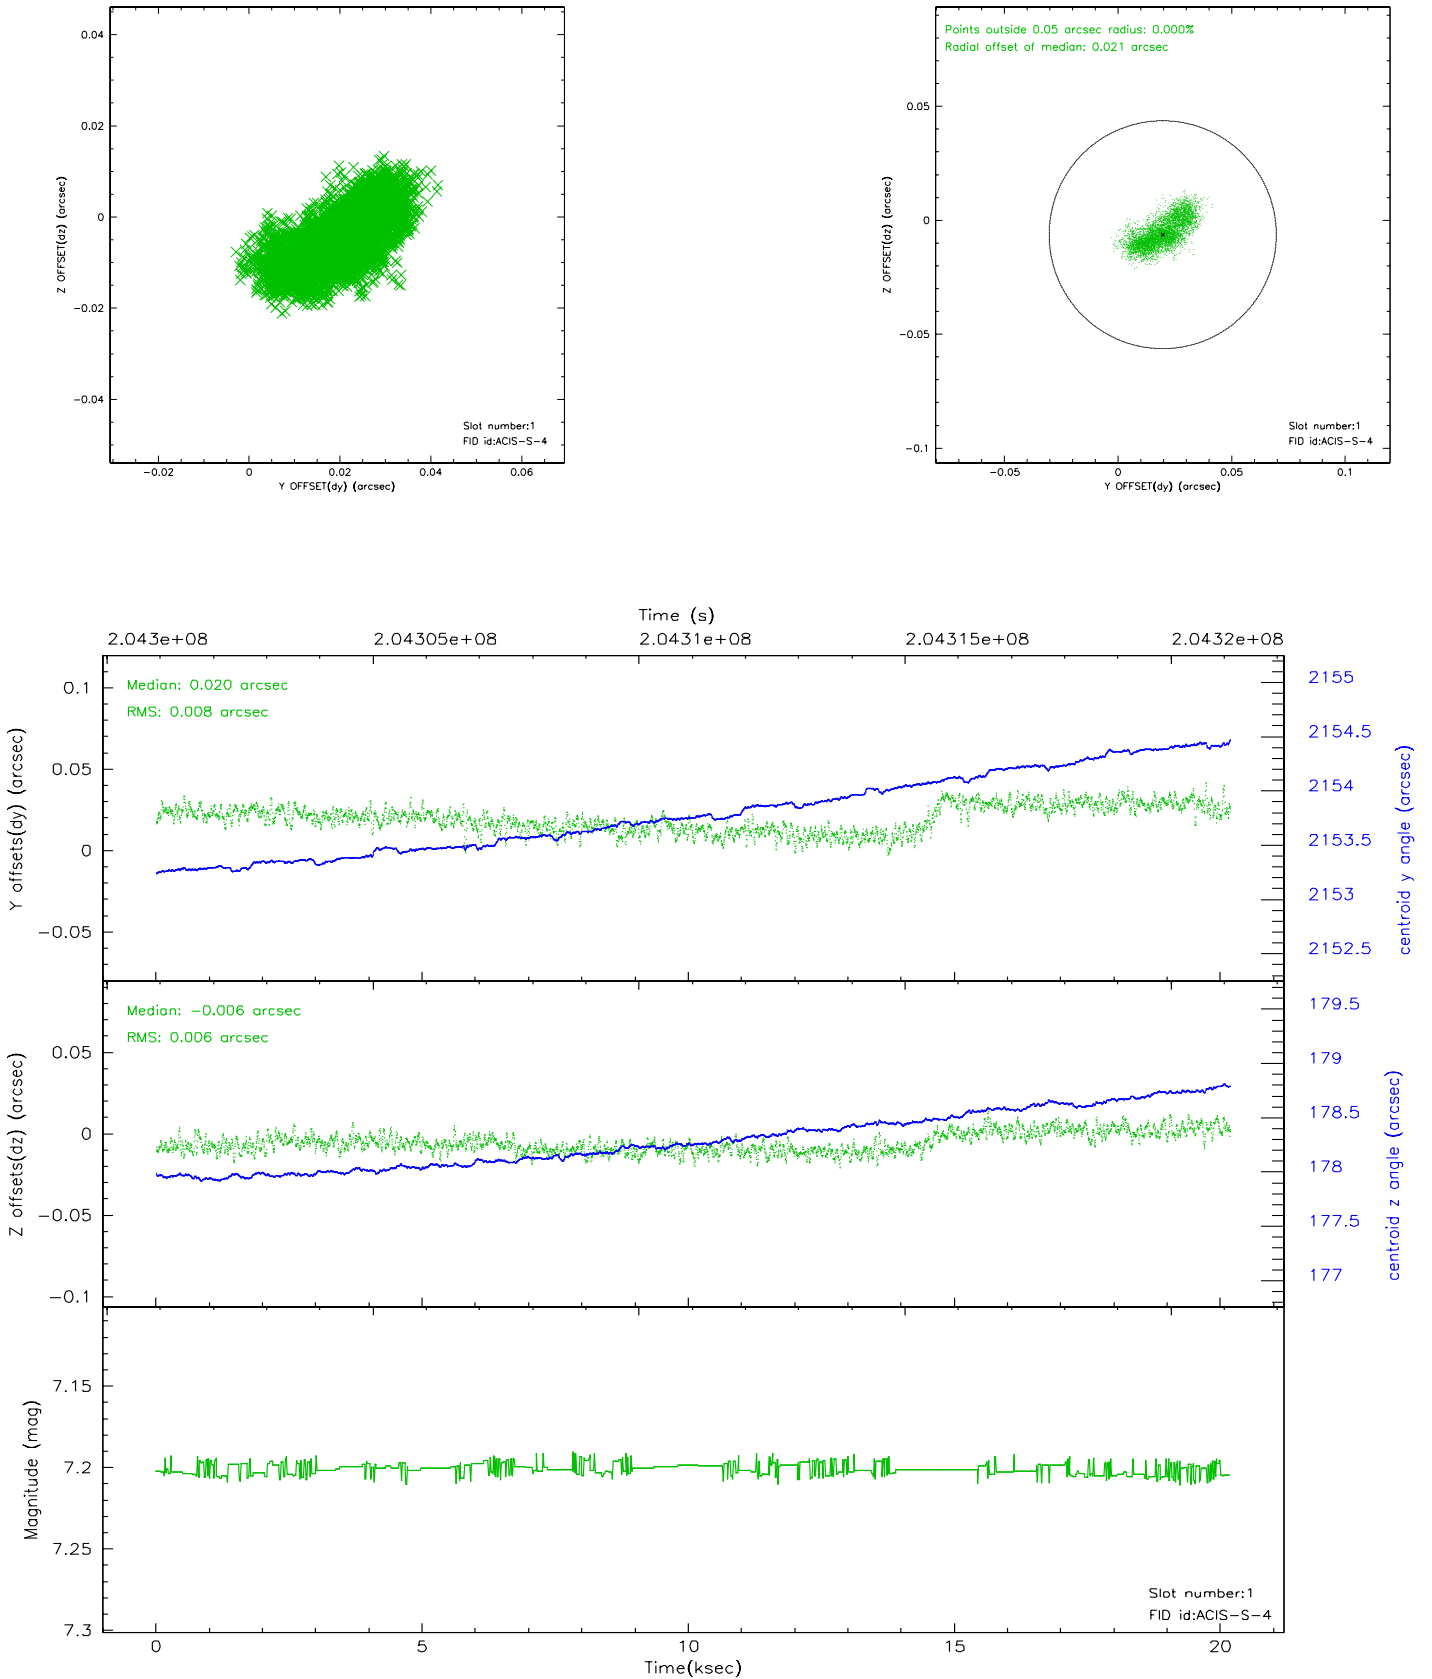 0.04
0.02
0
−0.02
−0.04
Z OFFSET(dz) (arcsec)
Slot number:1
FID id:ACIS−S−4
−0.02 0 0.02 0.04 0.06
Y OFFSET(dy) (arcsec)
Points outside 0.05 arcsec radius: 0.000%
Radial offset of median: 0.021 arcsec
0.05
0
−0.05
−0.1
Z OFFSET(dz) (arcsec)
Slot number:1
FID id:ACIS−S−4
−0.05 0 0.05 0.1
Y OFFSET(dy) (arcsec)
Time (s)
2.043e+08 2.04305e+08 2.0431e+08 2.04315e+08 2.0432e+08
Median: 0.020 arcsec
RMS: 0.008 arcsec
0.1
0.05
0
−0.05
Y offsets(dy) (arcsec)
2155
2154.5
2154
2153.5
2153
2152.5
centroid y angle (arcsec)
Median: −0.006 arcsec
RMS: 0.006 arcsec
0.05
0
−0.05
−0.1
Z offsets(dz) (arcsec)
179.5
179
178.5
178
177.5
177
centroid z angle (arcsec)
7.15
7.2
7.25
7.3
Magnitude (mag)
Slot number:1
FID id:ACIS−S−4
0 5 10 15 20
Time(ksec)